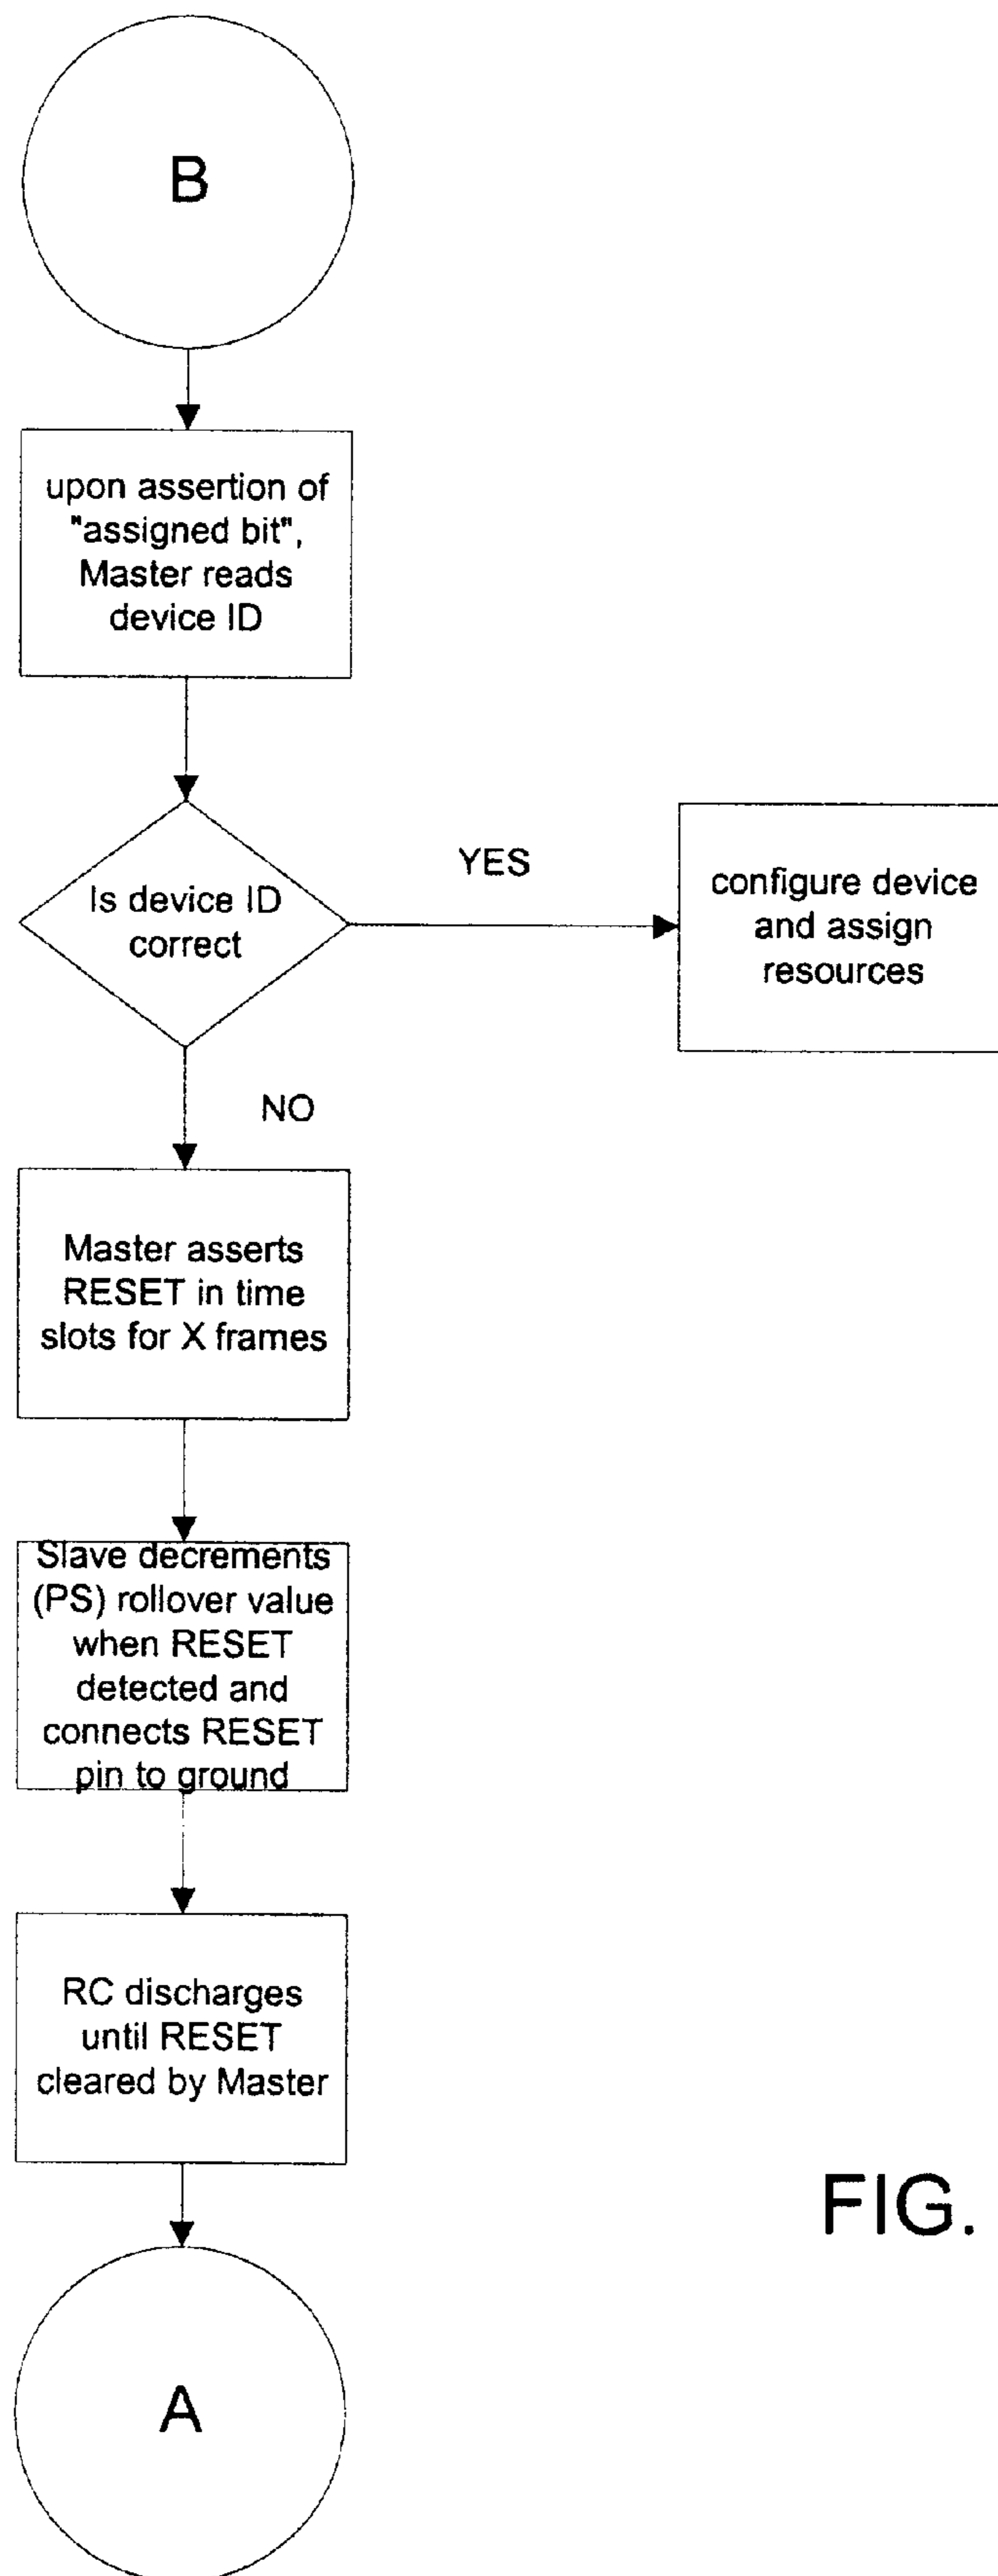 B
upon assertion of
"assigned bit",
Master reads
device ID
Is device ID
correct
YES
configure device
and assign
resources
NO
Master asserts
RESET in time
slots for X frames
Slave decrements
(PS) rollover value
when RESET
detected and
connects RESET
pin to ground
RC discharges
until RESET
cleared by Master
FIG.
A